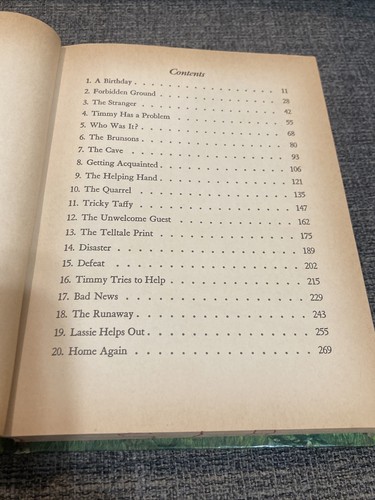 Contents
1. A Birthday . . . . . . . . . . . . . . . 11
2. Forbidden Ground . . . . . . . . . . . . 28
3. The Stranger . . . . . . . . . . . . . . 42
4. Timmy Has a Problem . . . . . . . . . . 55
5. Who Was It? . . . . . . . . . . . . . . 68
6. The Brunsons . . . . . . . . . . . . . . 80
7. The Cave . . . . . . . . . . . . . . . . 93
8. Getting Acquainted . . . . . . . . . . . 106
9. The Helping Hand . . . . . . . . . . . . 121
10. The Quarrel . . . . . . . . . . . . . . 135
11. Tricky Taffy . . . . . . . . . . . . . 147
12. The Unwelcome Guest . . . . . . . . . . 162
13. The Telltale Print . . . . . . . . . . 175
14. Disaster . . . . . . . . . . . . . . . 189
15. Defeat . . . . . . . . . . . . . . . . 202
16. Timmy Tries to Help . . . . . . . . . . 215
17. Bad News . . . . . . . . . . . . . . . 229
18. The Runaway . . . . . . . . . . . . . . 243
19. Lassie Helps Out . . . . . . . . . . . 255
20. Home Again . . . . . . . . . . . . . . 269